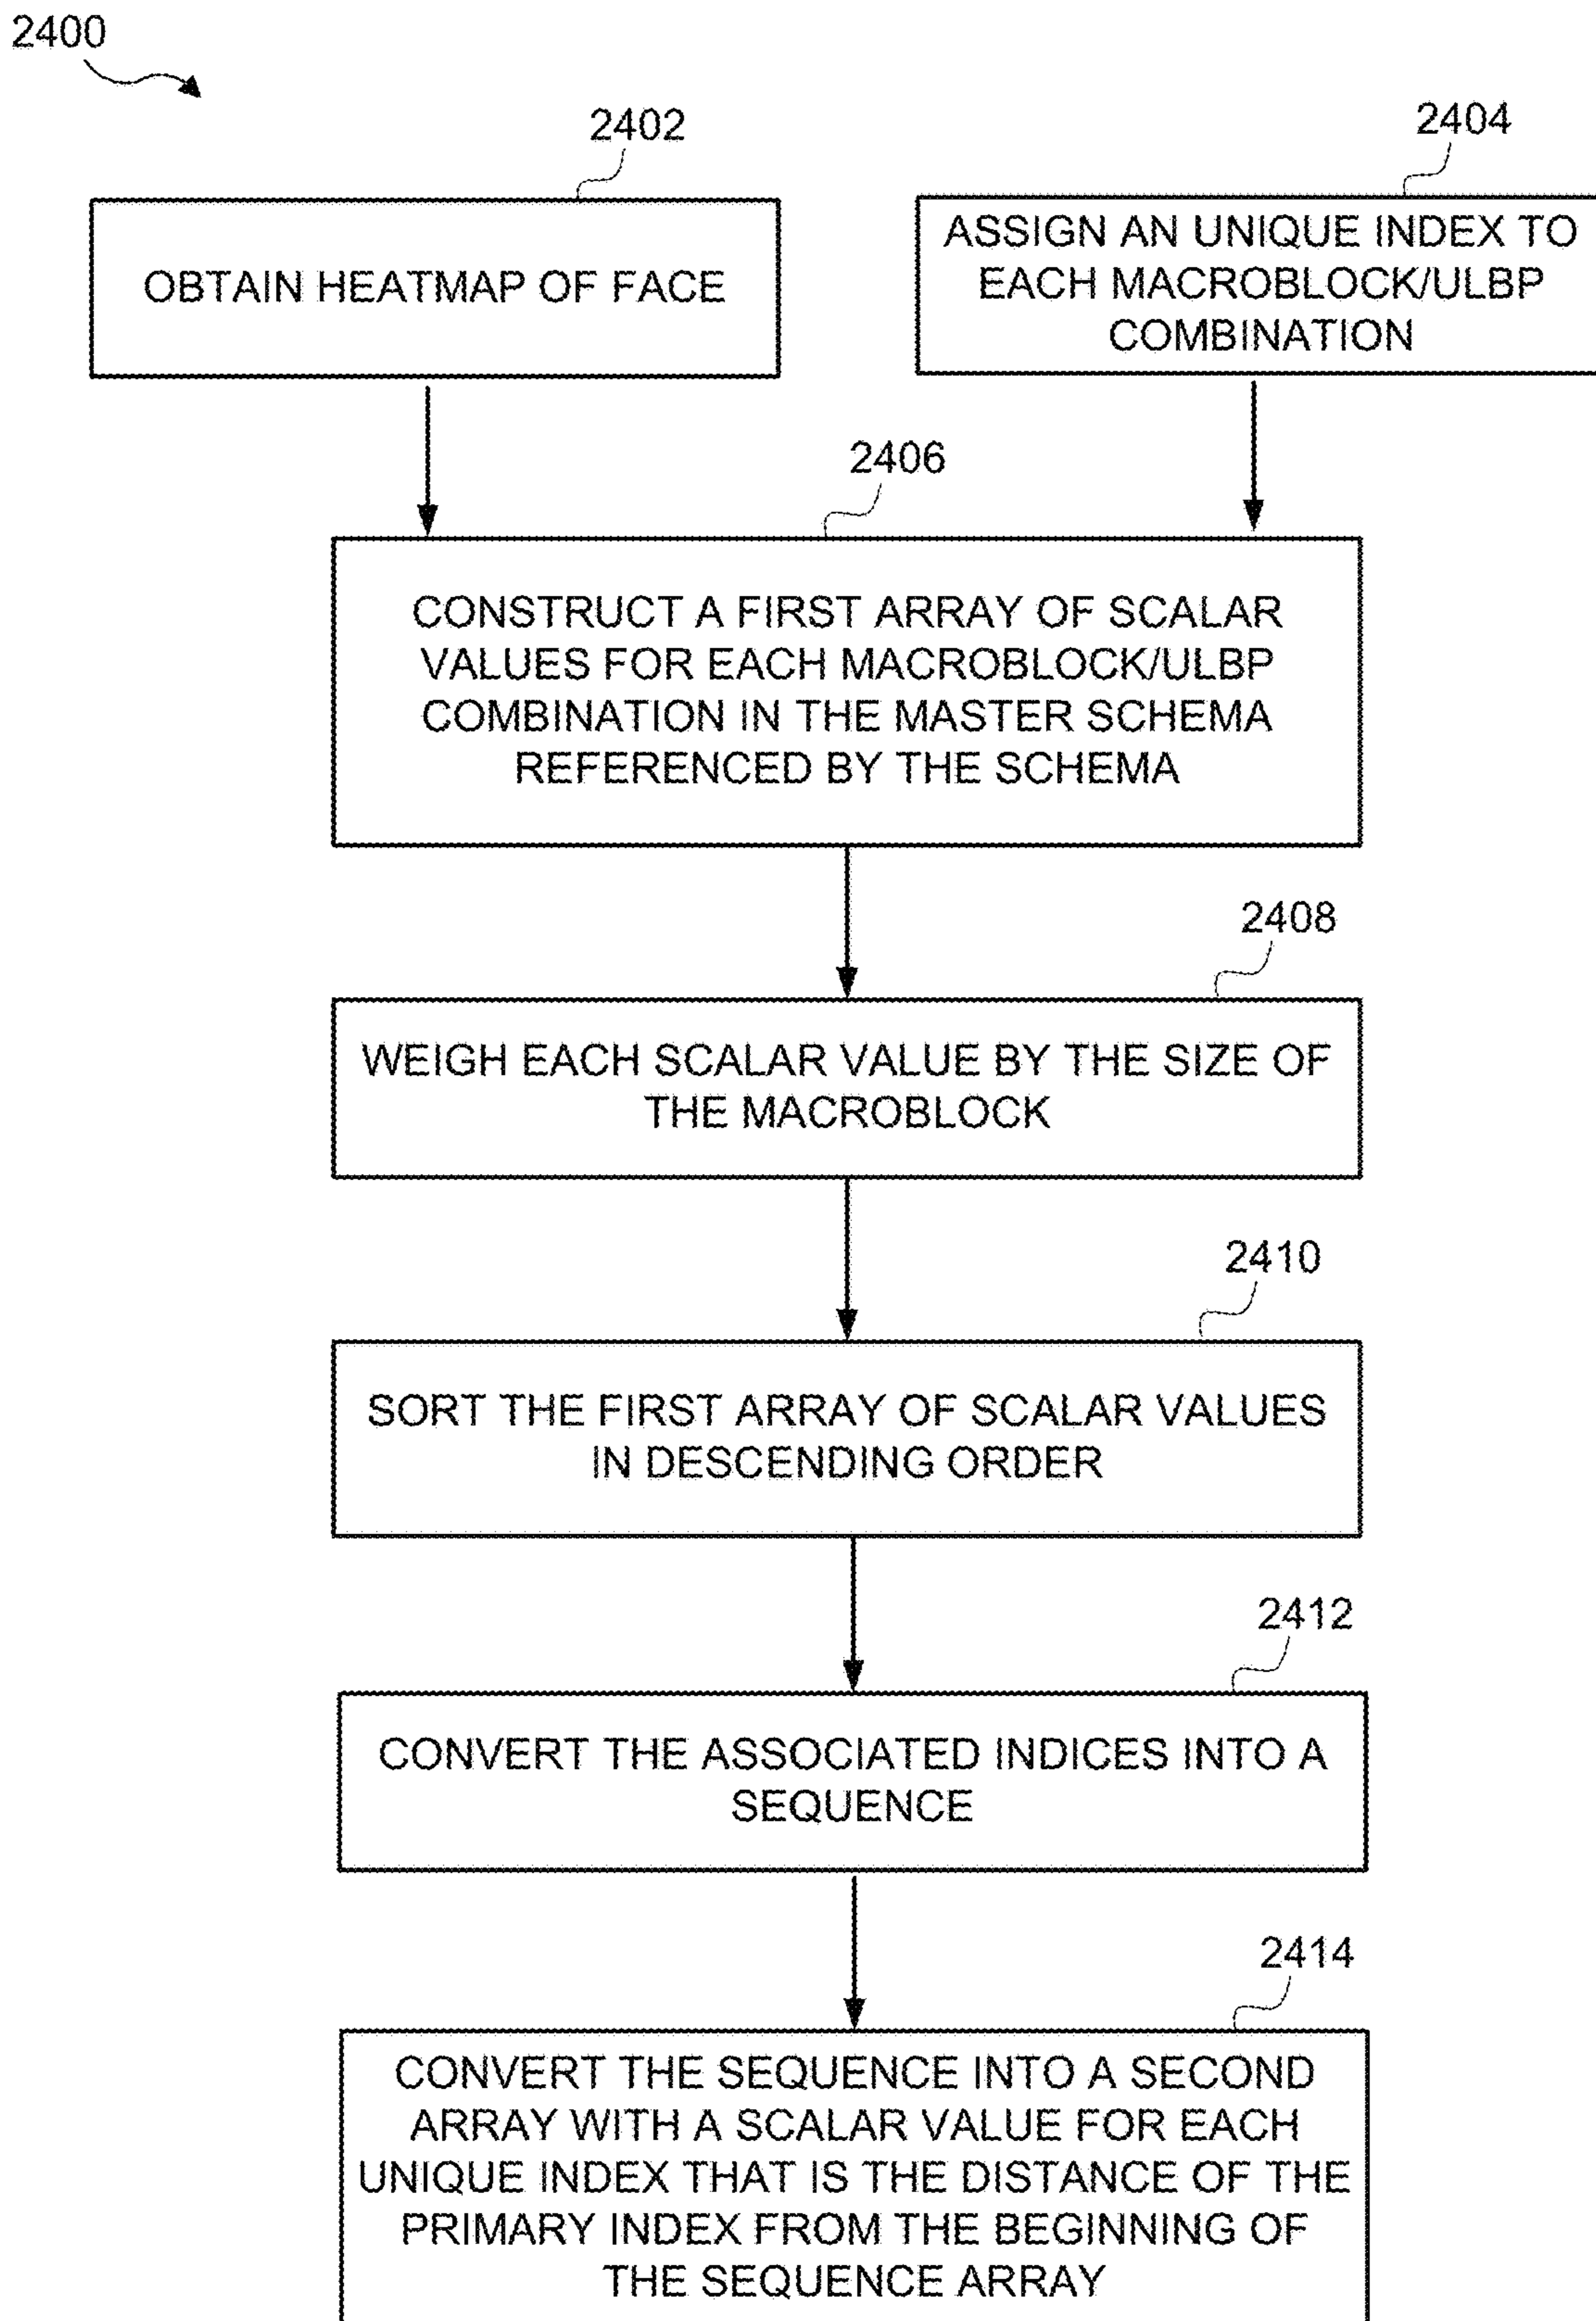 2400
2402
2404
OBTAIN HEATMAP OF FACE
ASSIGN AN UNIQUE INDEX TO
EACH MACROBLOCK/ULBP
COMBINATION
2406
CONSTRUCT A FIRST ARRAY OF SCALAR
VALUES FOR EACH MACROBLOCK/ULBP
COMBINATION IN THE MASTER SCHEMA
REFERENCED BY THE SCHEMA
2408
WEIGH EACH SCALAR VALUE BY THE SIZE OF
THE MACROBLOCK
2410
SORT THE FIRST ARRAY OF SCALAR VALUES
IN DESCENDING ORDER
2412
CONVERT THE ASSOCIATED INDICES INTO A
SEQUENCE
2414
CONVERT THE SEQUENCE INTO A SECOND
ARRAY WITH A SCALAR VALUE FOR EACH
UNIQUE INDEX THAT IS THE DISTANCE OF THE
PRIMARY INDEX FROM THE BEGINNING OF
THE SEQUENCE ARRAY